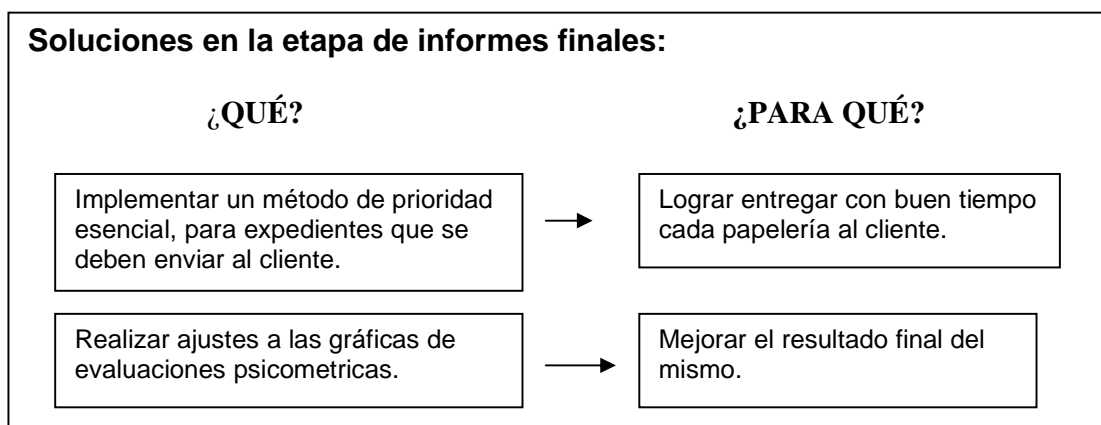 Soluciones en la etapa de informes finales:
¿QUÉ?
¿PARA QUÉ?
Implementar un método de prioridad
esencial, para expedientes que se
deben enviar al cliente.
Lograr entregar con buen tiempo
cada papelería al cliente.
Realizar ajustes a las gráficas de
evaluaciones psicometricas.
Mejorar el resultado final del
mismo.